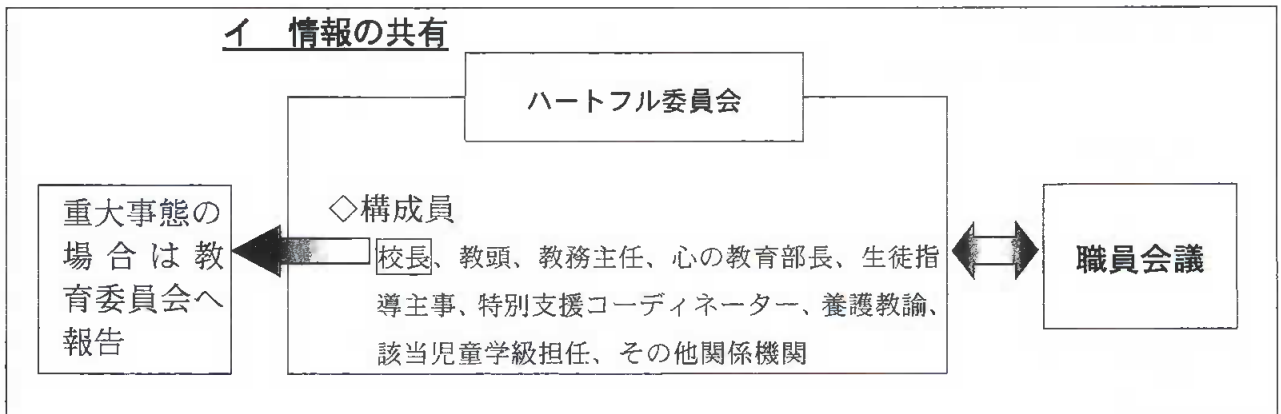 イ　情報の共有
ハートフル委員会
重大事態の
場合は教
育委員会へ
報告
◇構成員
校長、教頭、教務主任、心の教育部長、生徒指
導主事、特別支援コーディネーター、養護教諭、
該当児童学級担任、その他関係機関
職員会議